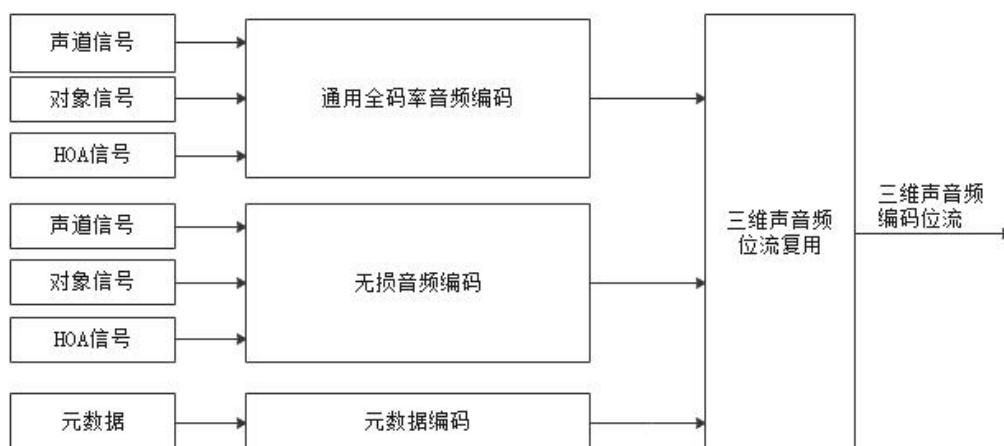 声道信号
对象信号
HOA信号
通用全码率音频编码
声道信号
对象信号
HOA信号
无损音频编码
元数据
元数据编码
三维声音频
位流复用
三维声音频
编码位流